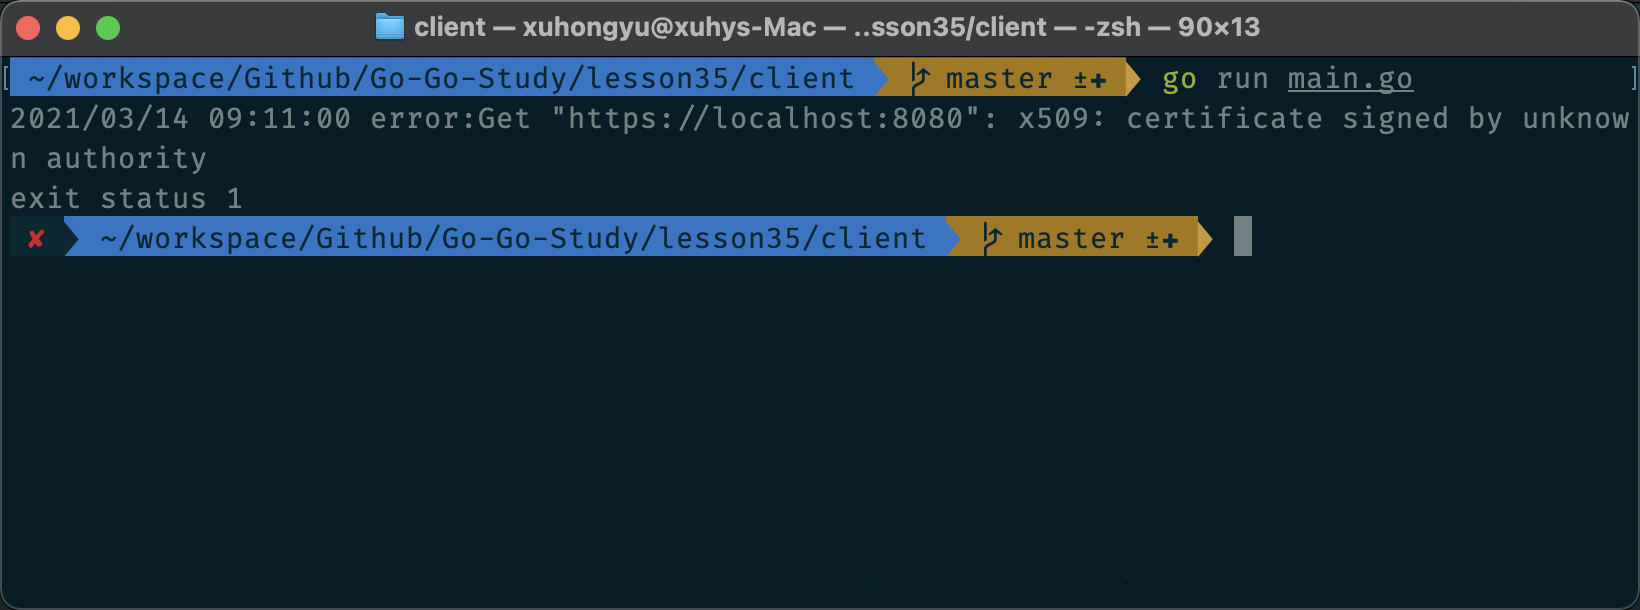 client — xuhongyu@xuhys-Mac — ..sson35/client — -zsh — 90×13
[ ~/workspace/Github/Go-Go-Study/lesson35/client  master ±✚  go run main.go ]
2021/03/14 09:11:00 error:Get "https://localhost:8080": x509: certificate signed by unknow
n authority
exit status 1
✘ ~/workspace/Github/Go-Go-Study/lesson35/client  master ±✚